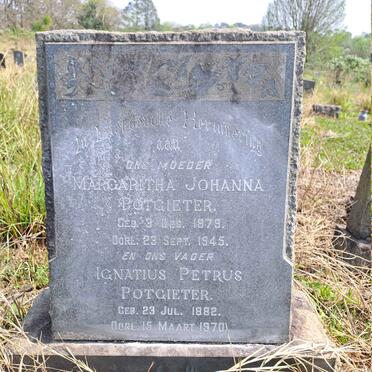 In Liefdevolle Herinnering
aan
ONS MOEDER
MARGARITHA JOHANNA
POTGIETER.
GEB. 3 DES. 1879.
OORL. 23 SEPT. 1945.
EN ONS VADER
IGNATIUS PETRUS
POTGIETER.
GEB. 23 JUL. 1882.
OORL. 15 MAART 1970.